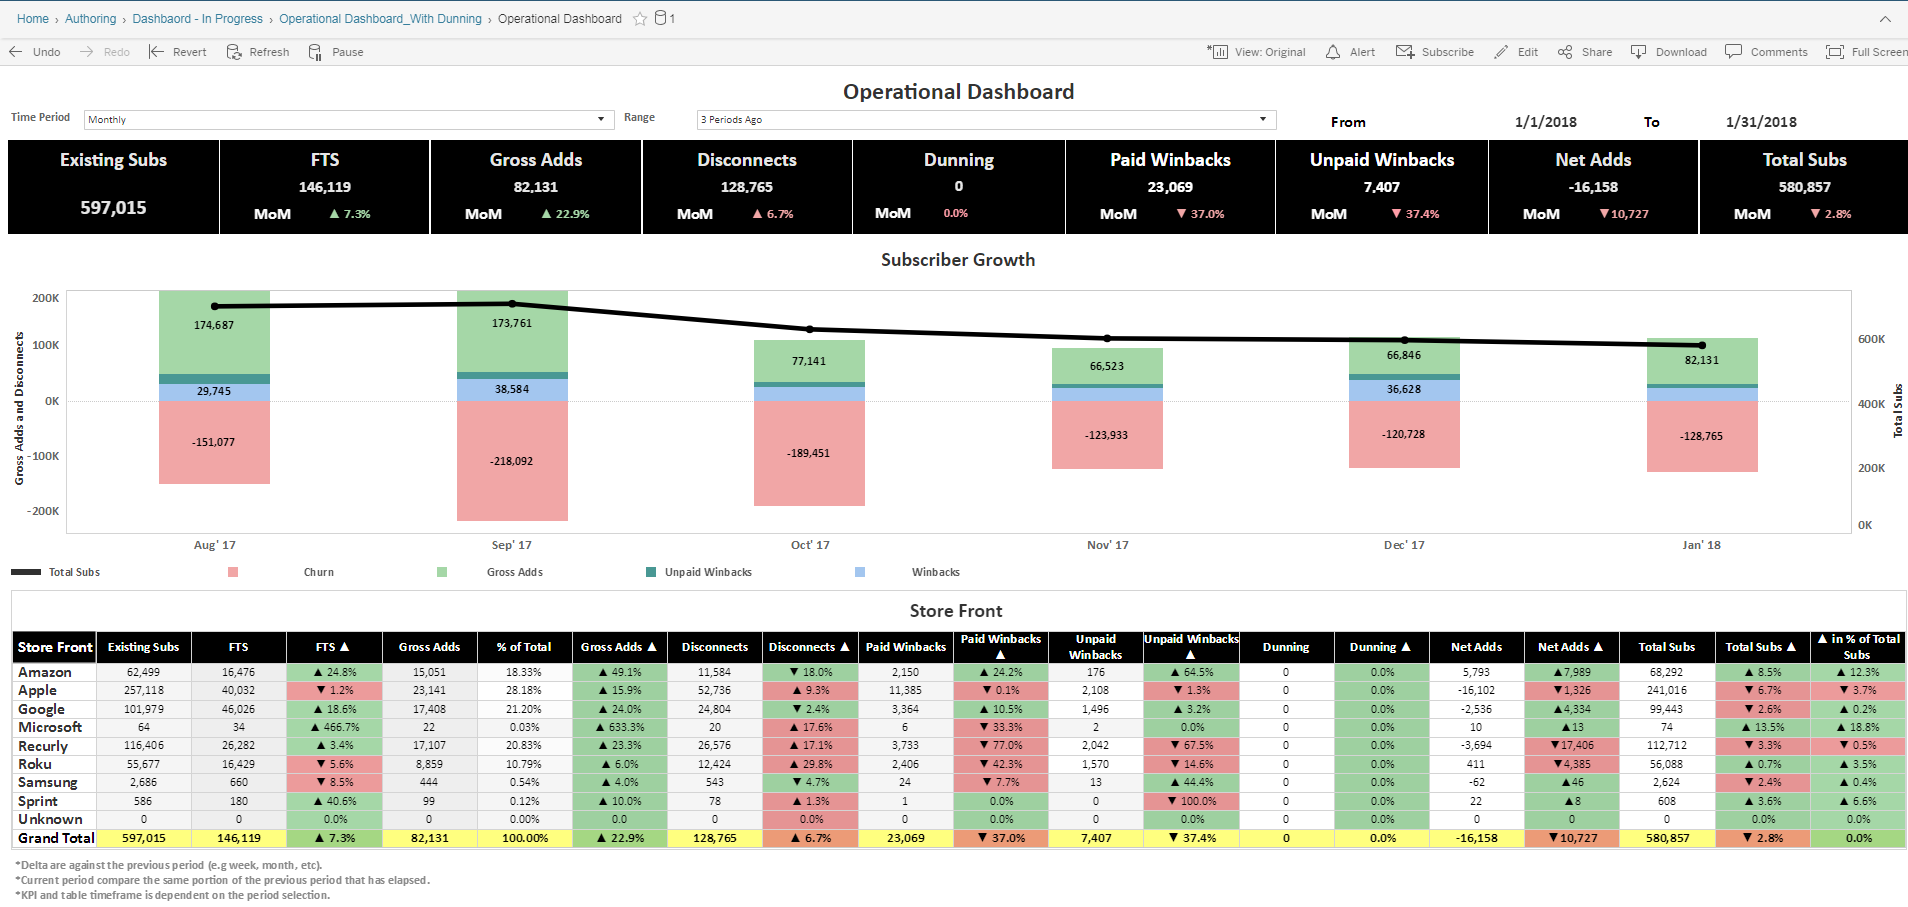 Home › Authoring › Dashbaord - In Progress › Operational Dashboard_With Dunning › Operational Dashboard 1
Undo Redo Revert Refresh Pause View: Original Alert Subscribe Edit Share Download Comments Full Screen
Operational Dashboard
Time Period Monthly Range 3 Periods Ago From 1/1/2018 To 1/31/2018
Existing Subs FTS Gross Adds Disconnects Dunning Paid Winbacks Unpaid Winbacks Net Adds Total Subs
597,015 146,119 82,131 128,765 0 23,069 7,407 -16,158 580,857
MoM ▲ 7.3% MoM ▲ 22.9% MoM ▲ 6.7% MoM 0.0% MoM ▼ 37.0% MoM ▼ 37.4% MoM ▼10,727 MoM ▼ 2.8%
Subscriber Growth
Gross Adds and Disconnects
200K
100K
0K
-100K
-200K
174,687 173,761 77,141 66,523 66,846 82,131
29,745 38,584 36,628
-151,077 -218,092 -189,451 -123,933 -120,728 -128,765
600K
400K
200K
0K
Total Subs
Aug' 17 Sep' 17 Oct' 17 Nov' 17 Dec' 17 Jan' 18
Total Subs Churn Gross Adds Unpaid Winbacks Winbacks
Store Front
Store Front Existing Subs FTS FTS ▲ Gross Adds % of Total Gross Adds ▲ Disconnects Disconnects ▲ Paid Winbacks Paid Winbacks ▲ Unpaid Winbacks Unpaid Winbacks ▲ Dunning Dunning ▲ Net Adds Net Adds ▲ Total Subs Total Subs ▲ ▲ in % of Total Subs
Amazon 62,499 16,476 ▲ 24.8% 15,051 18.33% ▲ 49.1% 11,584 ▼ 18.0% 2,150 ▲ 24.2% 176 ▲ 64.5% 0 0.0% 5,793 ▲7,989 68,292 ▲ 8.5% ▲ 12.3%
Apple 257,118 40,032 ▼ 1.2% 23,141 28.18% ▲ 15.9% 52,736 ▲ 9.3% 11,385 ▼ 0.1% 2,108 ▼ 1.3% 0 0.0% -16,102 ▼1,326 241,016 ▼ 6.7% ▼ 3.7%
Google 101,979 46,026 ▲ 18.6% 17,408 21.20% ▲ 24.0% 24,804 ▼ 2.4% 3,364 ▲ 10.5% 1,496 ▲ 3.2% 0 0.0% -2,536 ▲4,334 99,443 ▼ 2.6% ▲ 0.2%
Microsoft 64 34 ▲ 466.7% 22 0.03% ▲ 633.3% 20 ▲ 17.6% 6 ▼ 33.3% 2 0.0% 0 0.0% 10 ▲13 74 ▲ 13.5% ▲ 18.8%
Recurly 116,406 26,282 ▲ 3.4% 17,107 20.83% ▲ 23.3% 26,576 ▲ 17.1% 3,733 ▼ 77.0% 2,042 ▼ 67.5% 0 0.0% -3,694 ▼17,406 112,712 ▼ 3.3% ▼ 0.5%
Roku 55,677 16,429 ▼ 5.6% 8,859 10.79% ▲ 6.0% 12,424 ▲ 29.8% 2,406 ▼ 42.3% 1,570 ▼ 14.6% 0 0.0% 411 ▼4,385 56,088 ▲ 0.7% ▲ 3.5%
Samsung 2,686 660 ▼ 8.5% 444 0.54% ▲ 4.0% 543 ▼ 4.7% 24 ▼ 7.7% 13 ▲ 44.4% 0 0.0% -62 ▲46 2,624 ▼ 2.4% ▲ 0.4%
Sprint 586 180 ▲ 40.6% 99 0.12% ▲ 10.0% 78 ▲ 1.3% 1 0.0% 0 ▼ 100.0% 0 0.0% 22 ▲8 608 ▲ 3.6% ▲ 6.6%
Unknown 0 0 0.0% 0 0.00% 0.0 0 0.0% 0 0.0% 0 0.0% 0 0.0% 0 0 0 0.0% 0.0%
Grand Total 597,015 146,119 ▲ 7.3% 82,131 100.00% ▲ 22.9% 128,765 ▲ 6.7% 23,069 ▼ 37.0% 7,407 ▼ 37.4% 0 0.0% -16,158 ▼10,727 580,857 ▼ 2.8% 0.0%
*Delta are against the previous period (e.g week, month, etc).
*Current period compare the same portion of the previous period that has elapsed.
*KPI and table timeframe is dependent on the period selection.